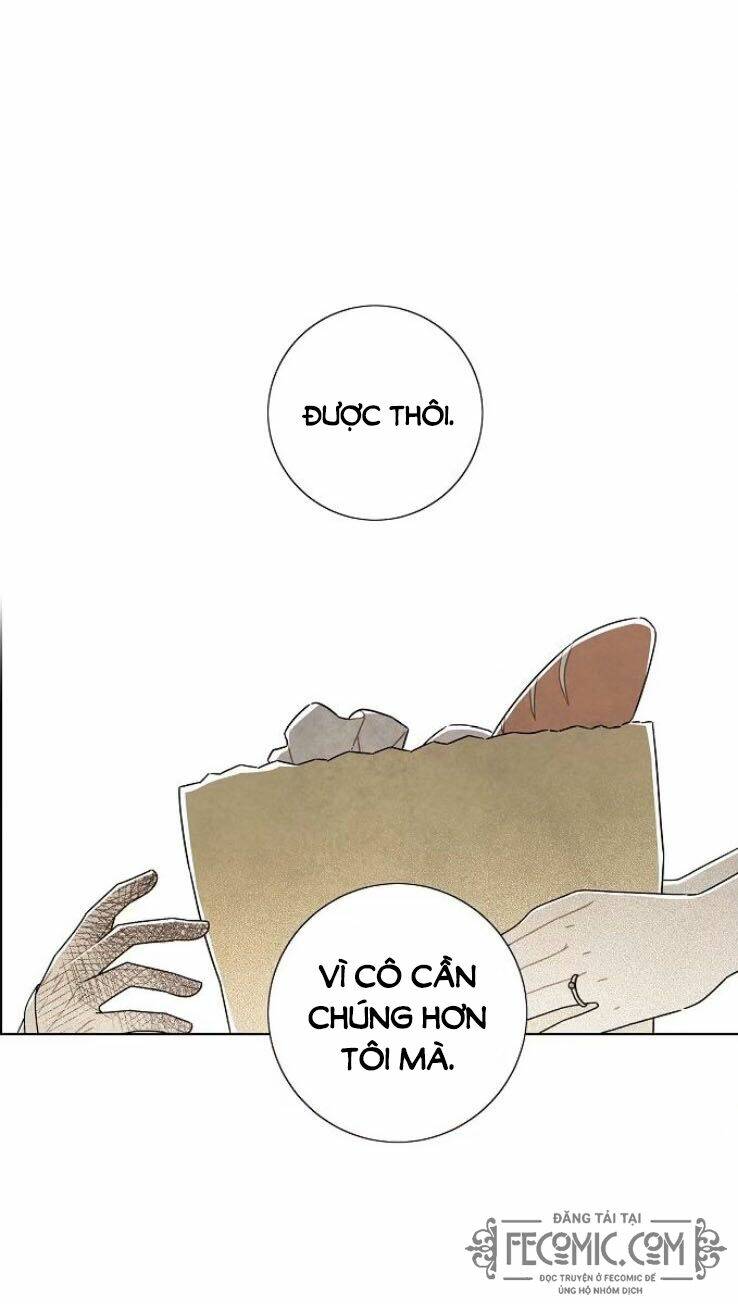 ĐƯỢC THÔI.
VÌ CÔ CẦN
CHÚNG HƠN
TÔI MÀ.
ĐĂNG TẢI TẠI
FECOMIC.COM
ĐỌC TRUYỆN Ở FECOMIC ĐỂ
ỦNG HỘ NHÓM DỊCH